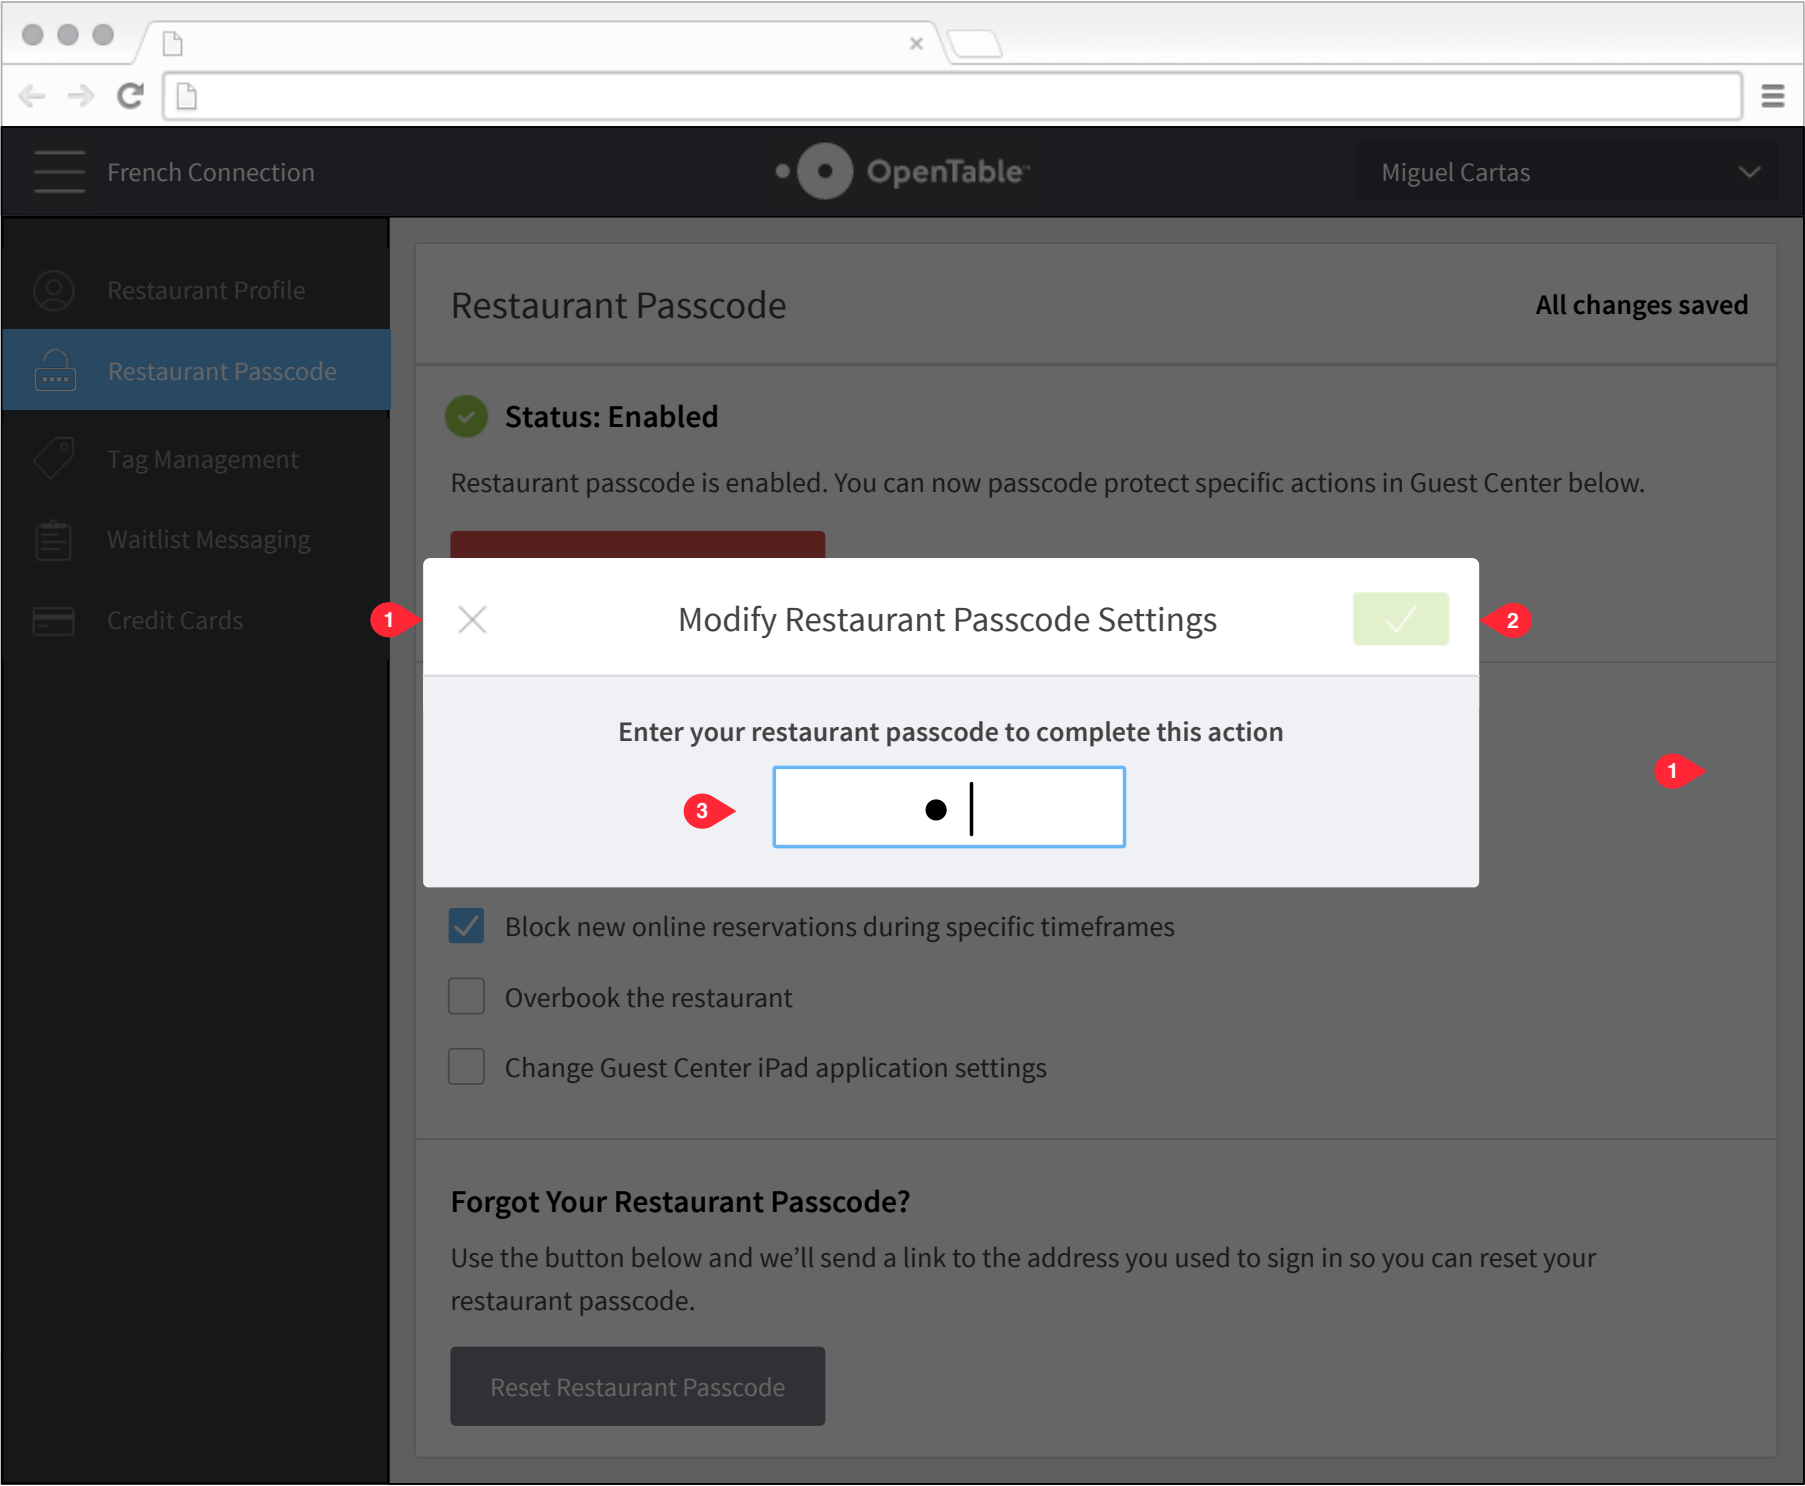 French Connection
OpenTable™
Miguel Cartas
Restaurant Profile
Restaurant Passcode
Tag Management
Waitlist Messaging
Credit Cards
Restaurant Passcode
All changes saved
Status: Enabled
Restaurant passcode is enabled. You can now passcode protect specific actions in Guest Center below.
1
Modify Restaurant Passcode Settings
2
Enter your restaurant passcode to complete this action
1
3
Block new online reservations during specific timeframes
Overbook the restaurant
Change Guest Center iPad application settings
Forgot Your Restaurant Passcode?
Use the button below and we’ll send a link to the address you used to sign in so you can reset your
restaurant passcode.
Reset Restaurant Passcode